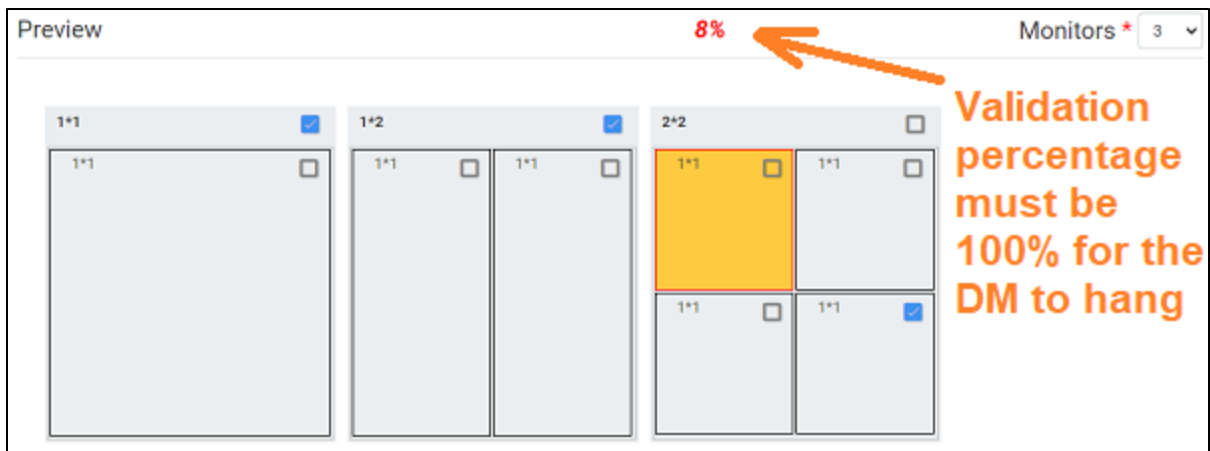 Preview 8% Monitors * 3
1*1 1*2 2*2
1*1 1*1 1*1 1*1 1*1
1*1 1*1
Validation
percentage
must be
100% for the
DM to hang